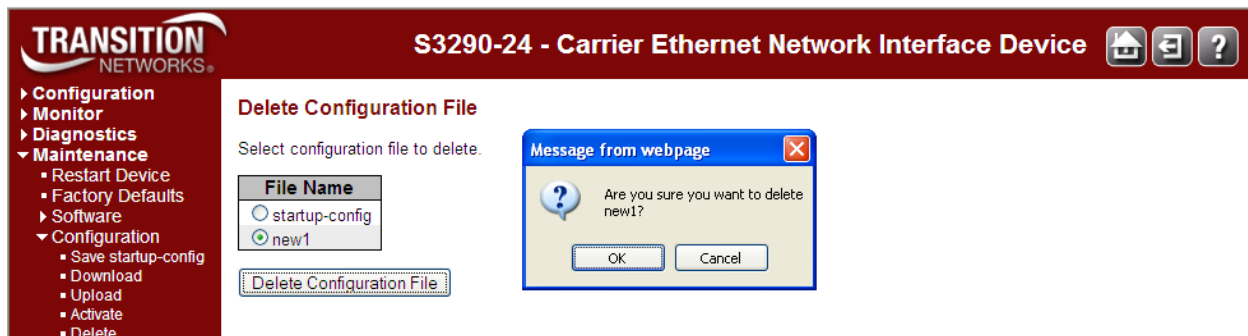 TRANSITION
NETWORKS®
S3290-24 - Carrier Ethernet Network Interface Device
?
Configuration
Monitor
Diagnostics
Maintenance
Restart Device
Factory Defaults
Software
Configuration
Save startup-config
Download
Upload
Activate
Delete
Delete Configuration File
Select configuration file to delete.
File Name
startup-config
new1
Delete Configuration File
Message from webpage
?
Are you sure you want to delete
new1?
OK
Cancel